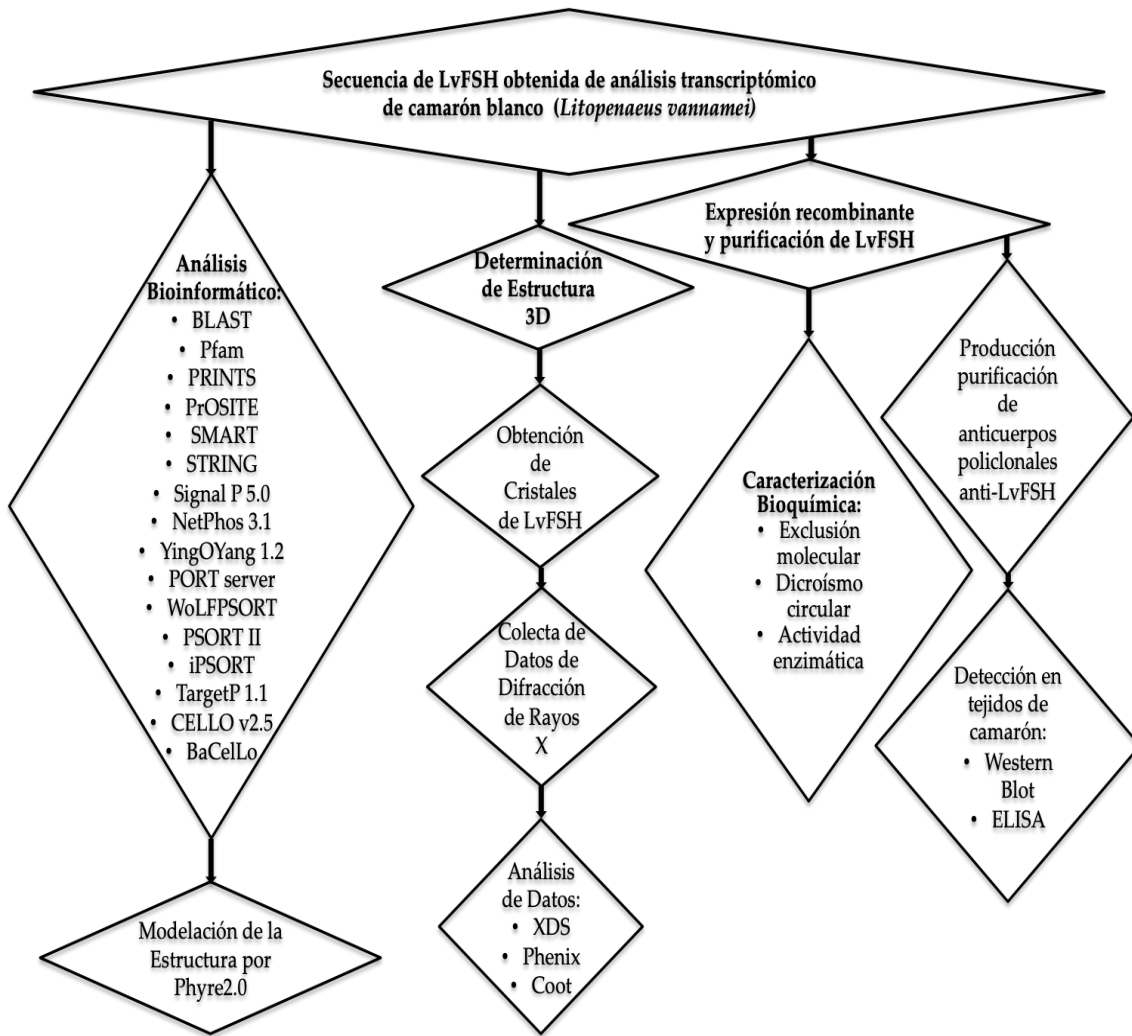 Secuencia de LvFSH obtenida de análisis transcriptómico
de camarón blanco (Litopenaeus vannamei)
Análisis
Bioinformático:
• BLAST
• Pfam
• PRINTS
• PrOSITE
• SMART
• STRING
• Signal P 5.0
• NetPhos 3.1
• YingOYang 1.2
• PORT server
• WoLFPSORT
• PSORT II
• iPSORT
• TargetP 1.1
• CELLO v2.5
• BaCelLo
Modelación de la
Estructura por
Phyre2.0
Determinación
de Estructura
3D
Obtención
de
Cristales
de LvFSH
Colecta de
Datos de
Difracción
de Rayos
X
Análisis
de Datos:
• XDS
• Phenix
• Coot
Expresión recombinante
y purificación de LvFSH
Caracterización
Bioquímica:
• Exclusión
molecular
• Dicroísmo
circular
• Actividad
enzimática
Producción
purificación
de
anticuerpos
policlonales
anti-LvFSH
Detección en
tejidos de
camarón:
• Western
Blot
• ELISA